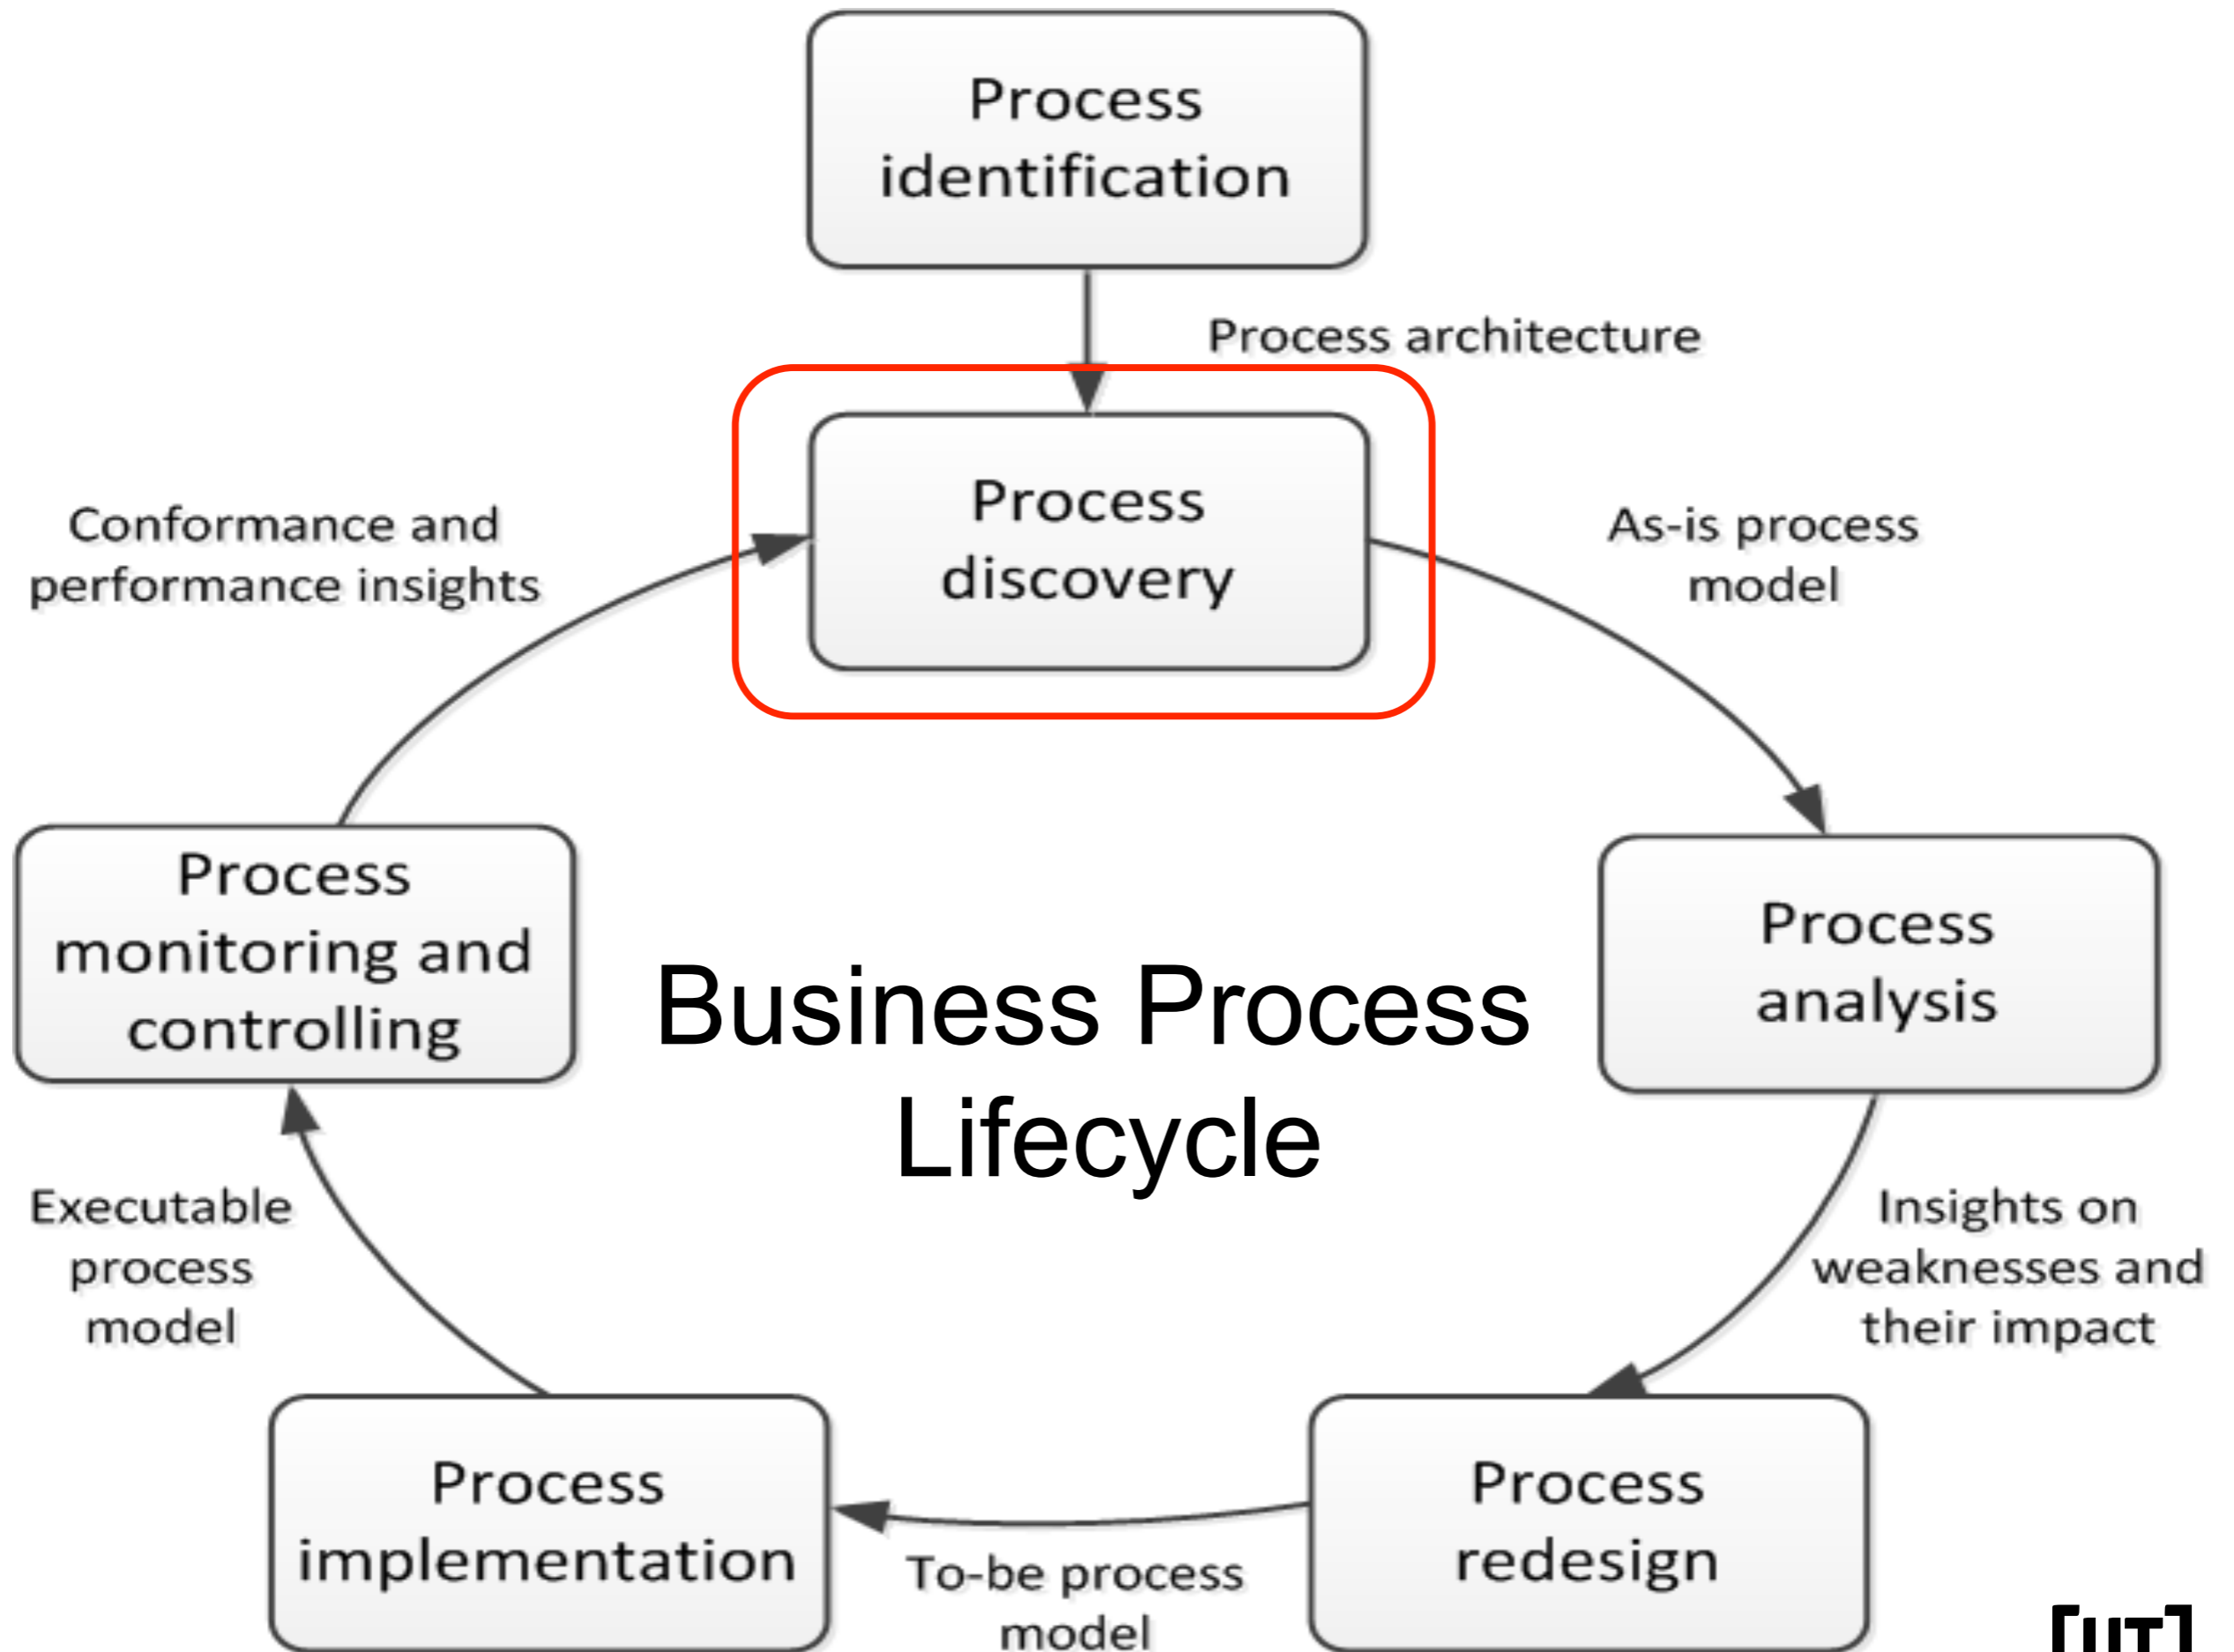 Process
identification
Process architecture
Process
discovery
Conformance and
performance insights
As-is process
model
Process
monitoring and
controlling
Process
analysis
Business Process
Lifecycle
Executable
process
model
Insights on
weaknesses and
their impact
Process
implementation
To-be process
model
Process
redesign